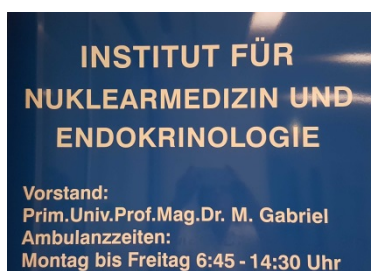 INSTITUT FÜR
NUKLEARMEDIZIN UND
ENDOKRINOLOGIE
Vorstand:
Prim.Univ.Prof.Mag.Dr. M. Gabriel
Ambulanzzeiten:
Montag bis Freitag 6:45 - 14:30 Uhr